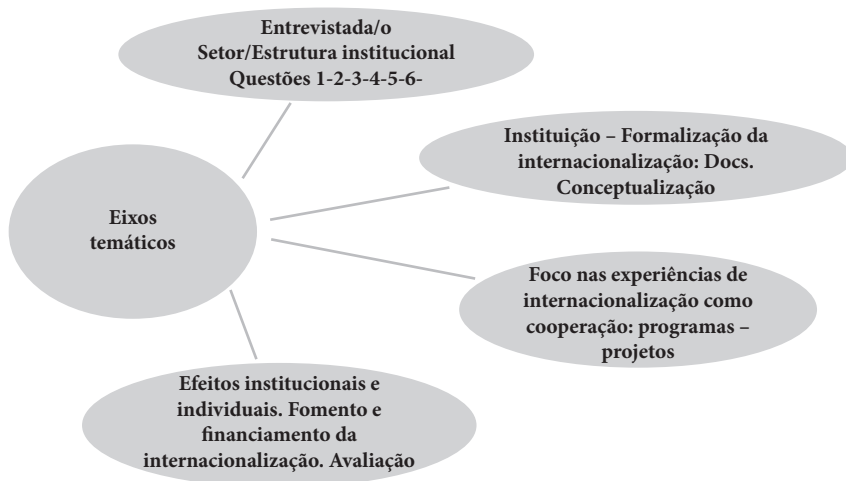 Entrevistada/o
Setor/Estrutura institucional
Questões 1-2-3-4-5-6-
Instituição – Formalização da
internacionalização: Docs.
Conceptualização
Eixos
temáticos
Foco nas experiências de
internacionalização como
cooperação: programas –
projetos
Efeitos institucionais e
individuais. Fomento e
financiamento da
internacionalização. Avaliação